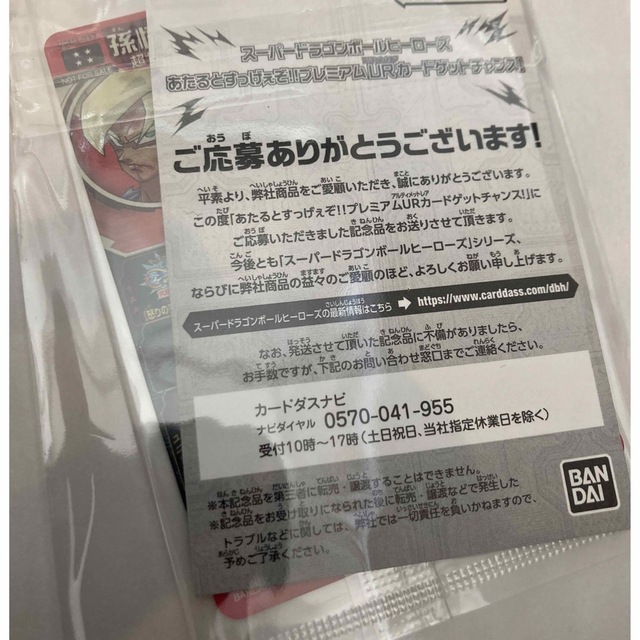 孫
NOT FOR SALE
スーパードラゴンボールヒーローズ
あたるとすっげぇぞ!!プレミアムURカードゲットチャンス!
ご応募ありがとうございます!
平素より、弊社商品をご愛顧いただき、誠にありがとうございます。
この度「あたるとすっげぇぞ!!プレミアムURカードゲットチャンス!」に
ご応募いただきました記念品をお送りさせて頂きます。
今後とも「スーパードラゴンボールヒーローズ」シリーズ、
ならびに弊社商品の益々のご愛顧のほど、よろしくお願い申し上げます。
スーパードラゴンボールヒーローズの最新情報はこちら
https://www.carddass.com/dbh/
なお、発送させて頂いた記念品に不備がありましたら、
お手数ですが、下記のお問い合わせ窓口までご連絡ください。
カードダスナビ
ナビダイヤル 0570-041-955
受付10時~17時(土日祝日、当社指定休業日を除く)
※本記念品を第三者に転売・譲渡することはできません。
※記念品をお受け取りになられた後に転売・譲渡などで発生した
トラブルなどに関しては、弊社では一切責任を負いかねますので、
予めご了承ください。
BAN
DAI
怒りの
BANDA